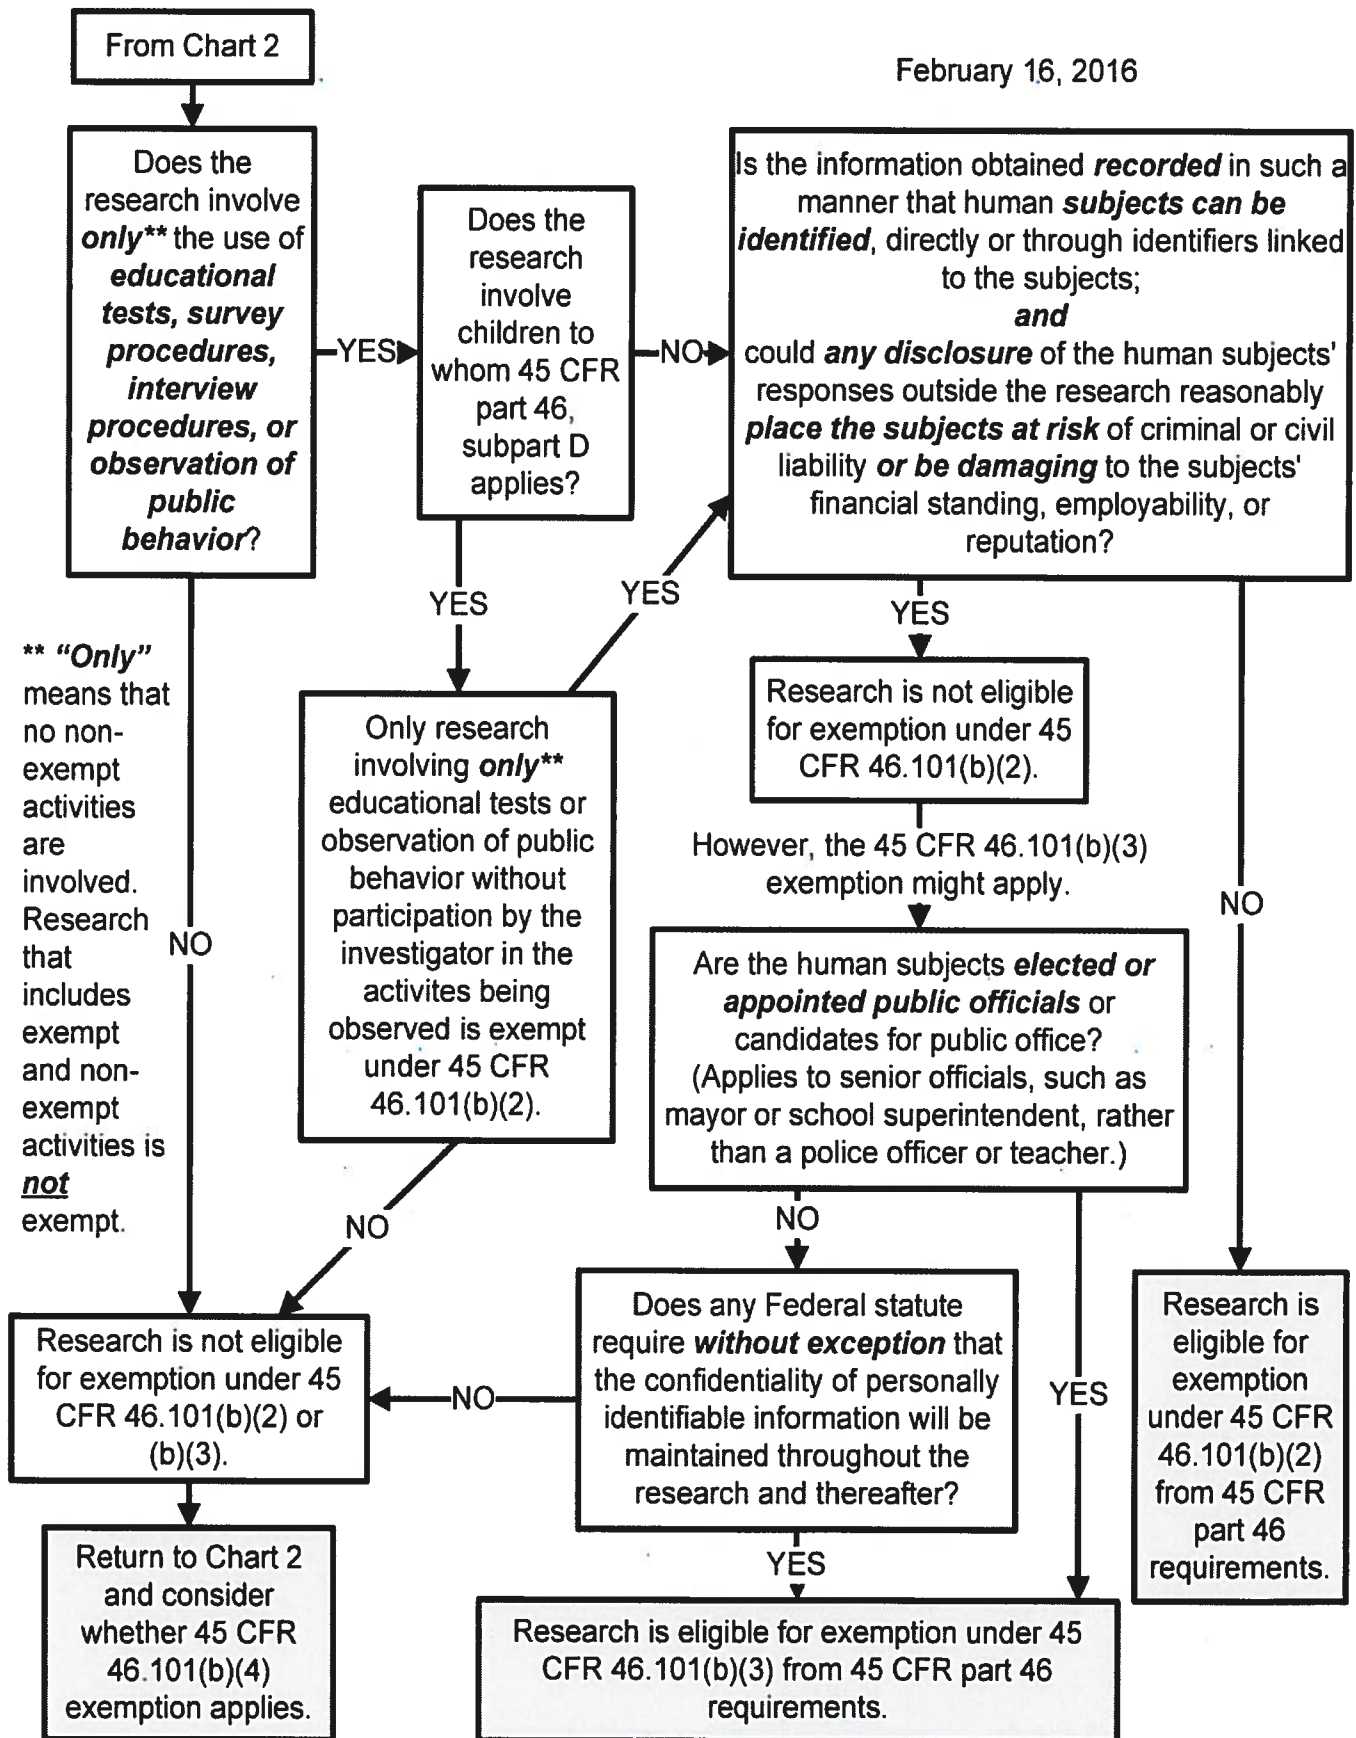 From Chart 2
February 16, 2016
Does the
research involve
only** the use of
educational
tests, survey
procedures,
interview
procedures, or
observation of
public
behavior?
YES
Does the
research
involve
children to
whom 45 CFR
part 46,
subpart D
applies?
NO
Is the information obtained recorded in such a
manner that human subjects can be
identified, directly or through identifiers linked
to the subjects;
and
could any disclosure of the human subjects'
responses outside the research reasonably
place the subjects at risk of criminal or civil
liability or be damaging to the subjects'
financial standing, employability, or
reputation?
YES
YES
YES
NO
** "Only"
means that
no non-
exempt
activities
are
involved.
Research
that
includes
exempt
and non-
exempt
activities is
not
exempt.
NO
Only research
involving only**
educational tests or
observation of public
behavior without
participation by the
investigator in the
activites being
observed is exempt
under 45 CFR
46.101(b)(2).
NO
Research is not eligible
for exemption under 45
CFR 46.101(b)(2).
However, the 45 CFR 46.101(b)(3)
exemption might apply.
Are the human subjects elected or
appointed public officials or
candidates for public office?
(Applies to senior officials, such as
mayor or school superintendent, rather
than a police officer or teacher.)
NO
YES
Does any Federal statute
require without exception that
the confidentiality of personally
identifiable information will be
maintained throughout the
research and thereafter?
NO
YES
Research is
eligible for
exemption
under 45 CFR
46.101(b)(2)
from 45 CFR
part 46
requirements.
Research is not eligible
for exemption under 45
CFR 46.101(b)(2) or
(b)(3).
Return to Chart 2
and consider
whether 45 CFR
46.101(b)(4)
exemption applies.
Research is eligible for exemption under 45
CFR 46.101(b)(3) from 45 CFR part 46
requirements.